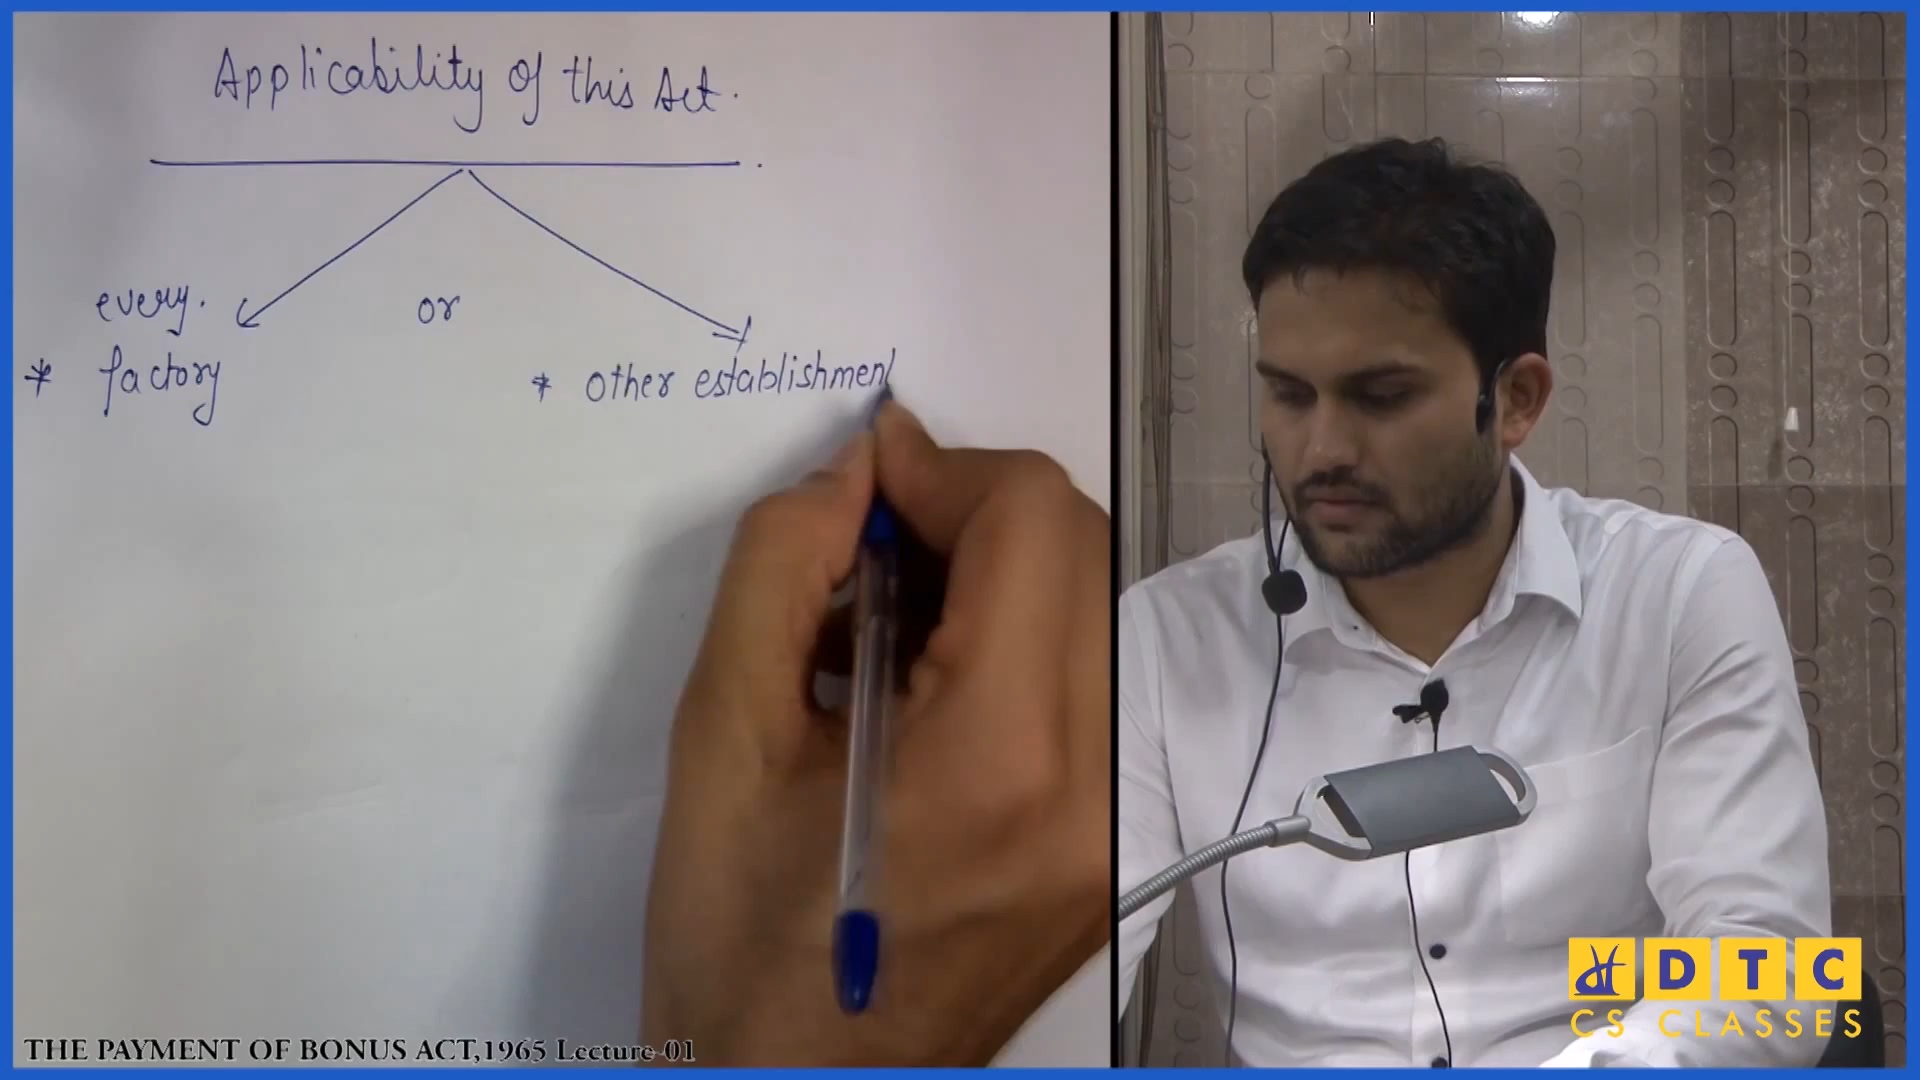 Applicability of this Act.
every.
or
* factory
* other establishment
THE PAYMENT OF BONUS ACT,1965 Lecture-01
DTC
CS CLASSES